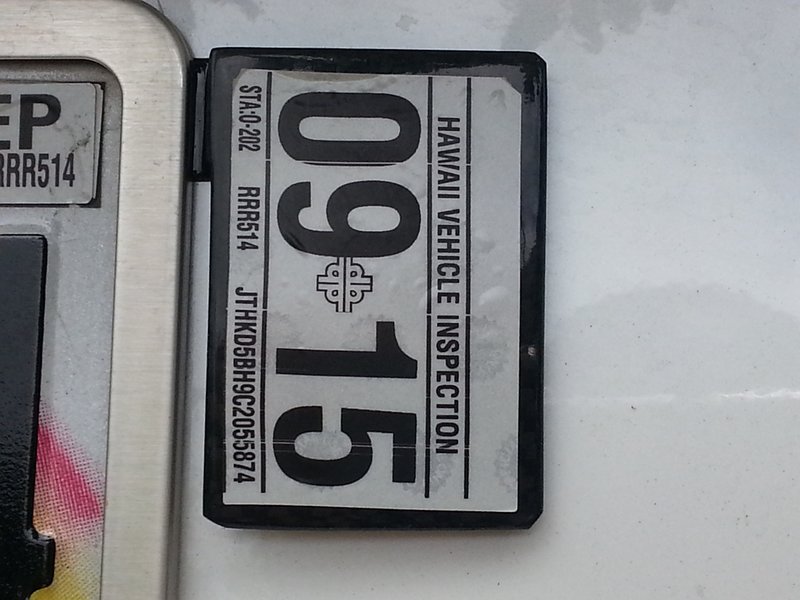 EP
RRR514
HAWAII VEHICLE INSPECTION
09 15
STA:0-202 RRR514 JTHKD5BH9C2055874